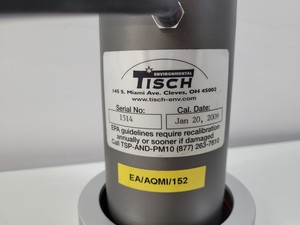 ENVIRONMENTAL
TISCH
145 S. Miami Ave. Cleves, OH 45002
www.tisch-env.com
Serial No: Cal. Date:
1514 Jan 20, 2009
EPA guidelines require recalibration
annually or sooner if damaged
Call TSP-AND-PM10 (877) 263-7610
EA/AQMI/152